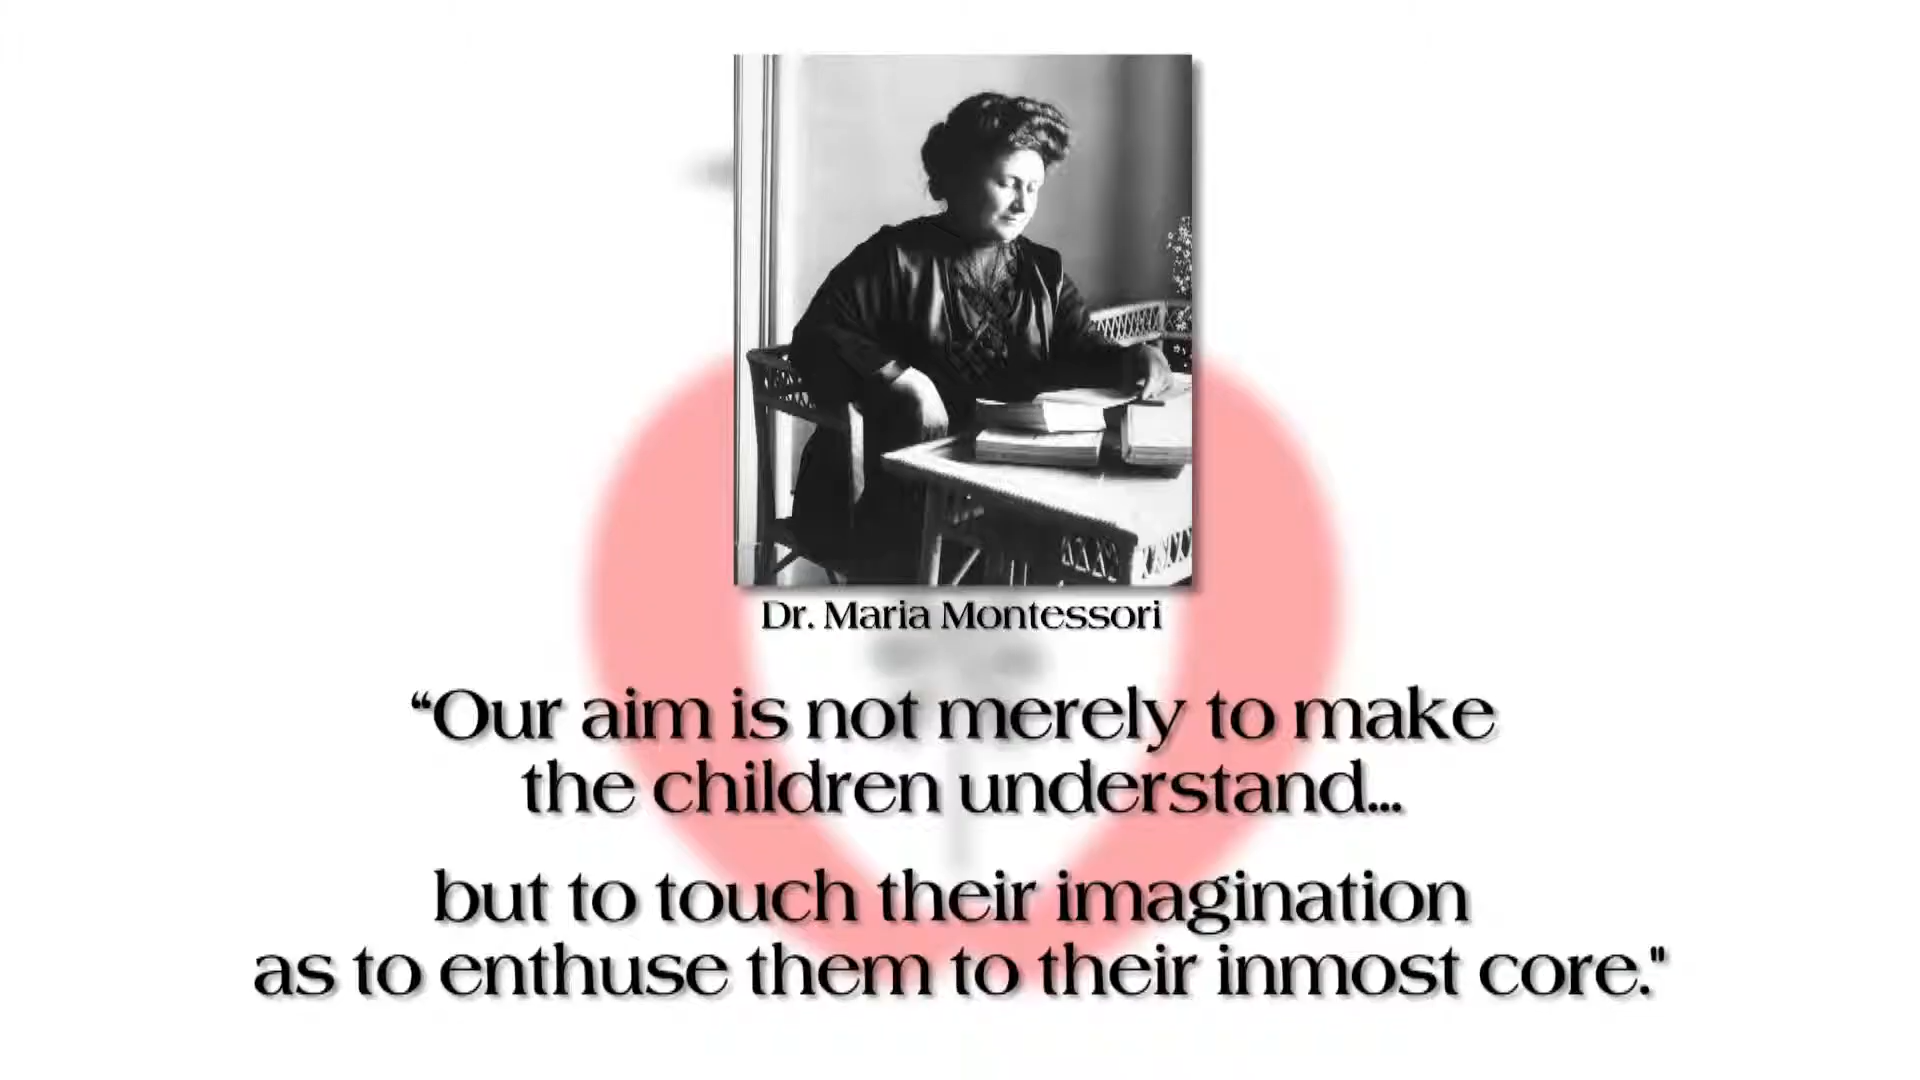 Dr. Maria Montessori
“Our aim is not merely to make
the children understand...
but to touch their imagination
as to enthuse them to their inmost core."